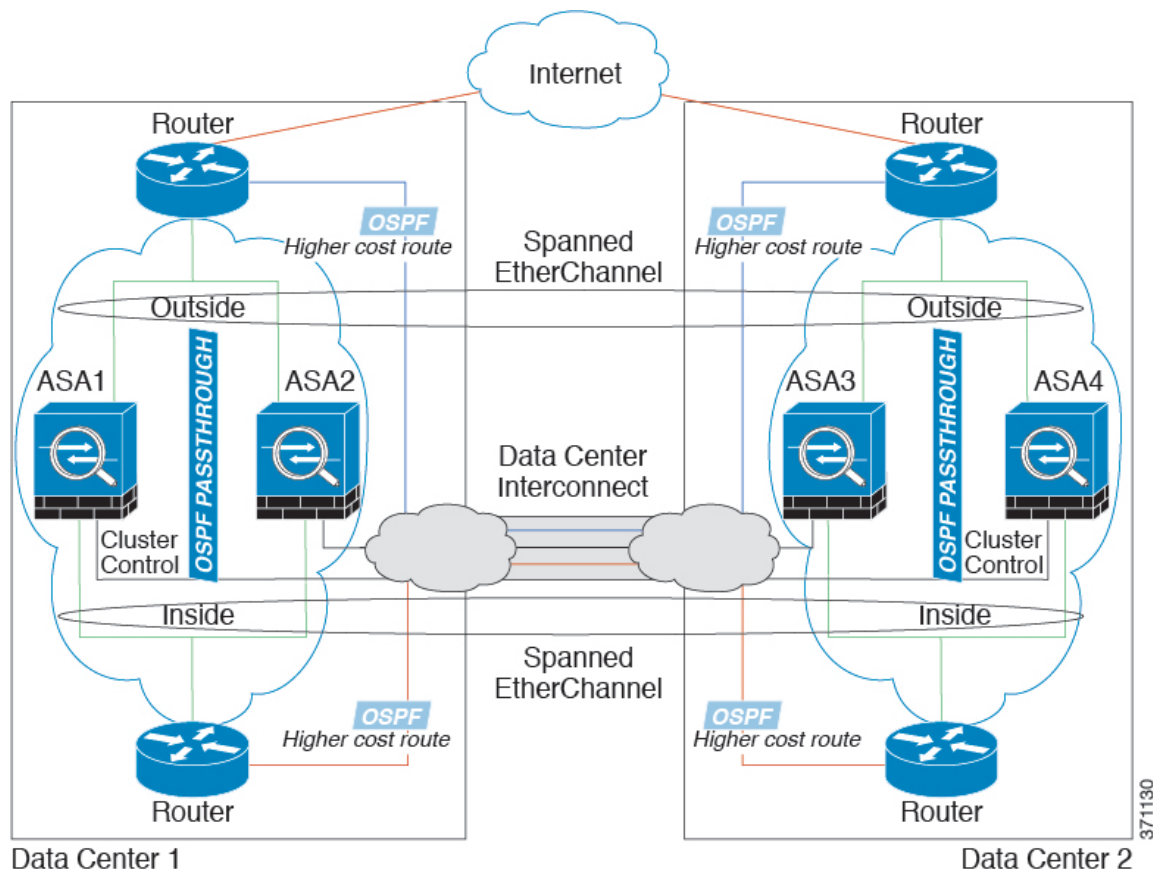 Internet
Router
Router
OSPF
Higher cost route
Spanned
EtherChannel
OSPF
Higher cost route
Outside
Outside
ASA1
OSPF PASSTHROUGH
ASA2
ASA3
OSPF PASSTHROUGH
ASA4
Data Center
Interconnect
Cluster
Control
Cluster
Control
Inside
Inside
Spanned
EtherChannel
OSPF
Higher cost route
OSPF
Higher cost route
Router
Router
371130
Data Center 1
Data Center 2